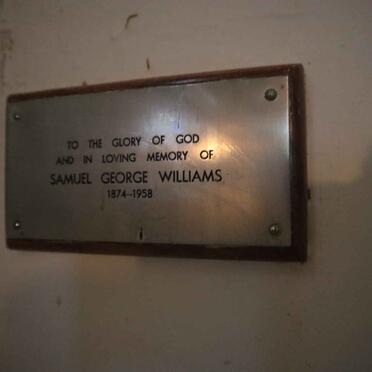 TO THE GLORY OF GOD
AND IN LOVING MEMORY OF
SAMUEL GEORGE WILLIAMS
1874-1958